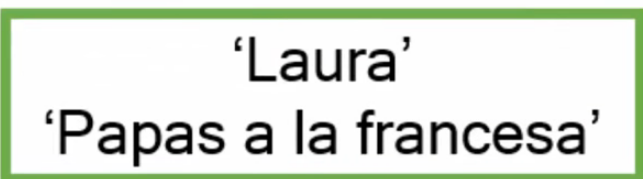 ‘Laura’
‘Papas a la francesa’